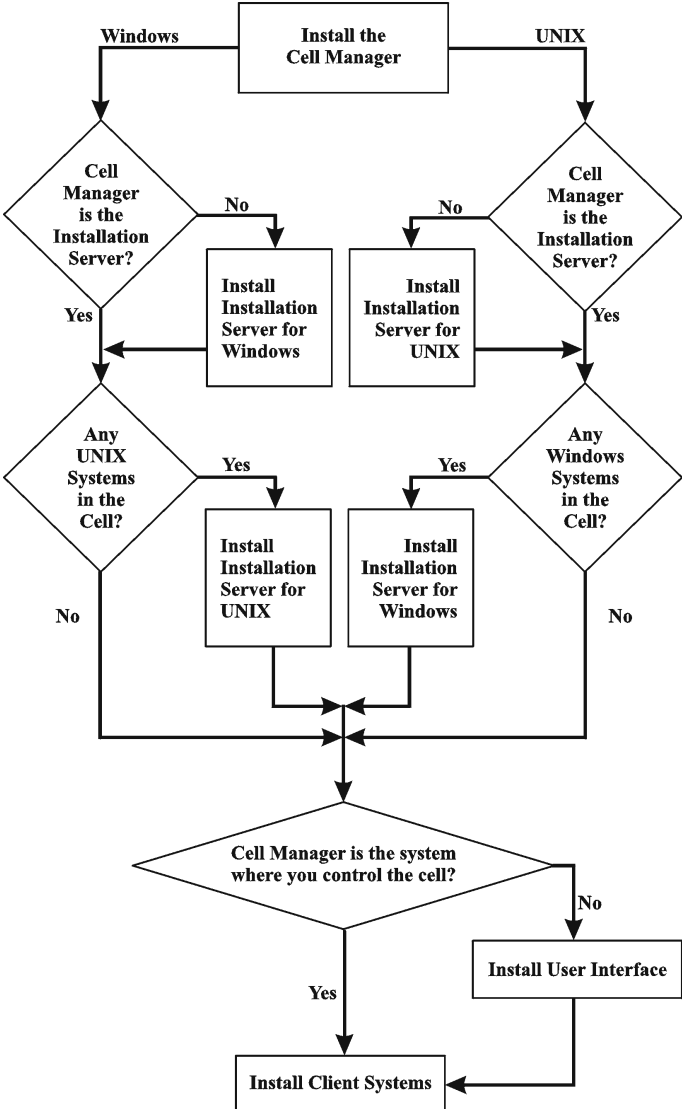 Install the
Cell Manager
Windows
UNIX
Cell
Manager
is the
Installation
Server?
No
Install
Installation
Server for
Windows
Yes
Cell
Manager
is the
Installation
Server?
No
Install
Installation
Server for
UNIX
Yes
Any
UNIX
Systems
in the
Cell?
Yes
Install
Installation
Server for
UNIX
No
Any
Windows
Systems
in the
Cell?
Yes
Install
Installation
Server for
Windows
No
Cell Manager is the system
where you control the cell?
No
Install User Interface
Yes
Install Client Systems